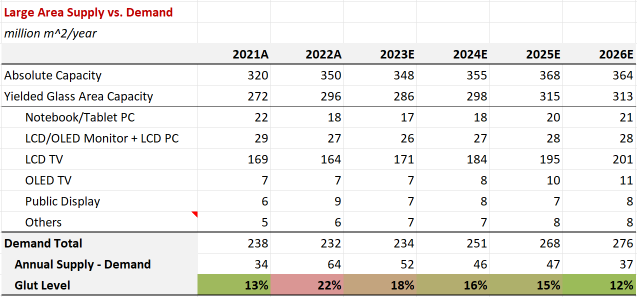 Large Area Supply vs. Demand
million m^2/year
2021A 2022A 2023E 2024E 2025E 2026E
Absolute Capacity 320 350 348 355 368 364
Yielded Glass Area Capacity 272 296 286 298 315 313
Notebook/Tablet PC 22 18 17 18 20 21
LCD/OLED Monitor + LCD PC 29 27 26 27 28 28
LCD TV 169 164 171 184 195 201
OLED TV 7 7 7 8 10 11
Public Display 6 9 7 8 7 8
Others 5 6 7 7 8 8
Demand Total 238 232 234 251 268 276
Annual Supply - Demand 34 64 52 46 47 37
Glut Level 13% 22% 18% 16% 15% 12%